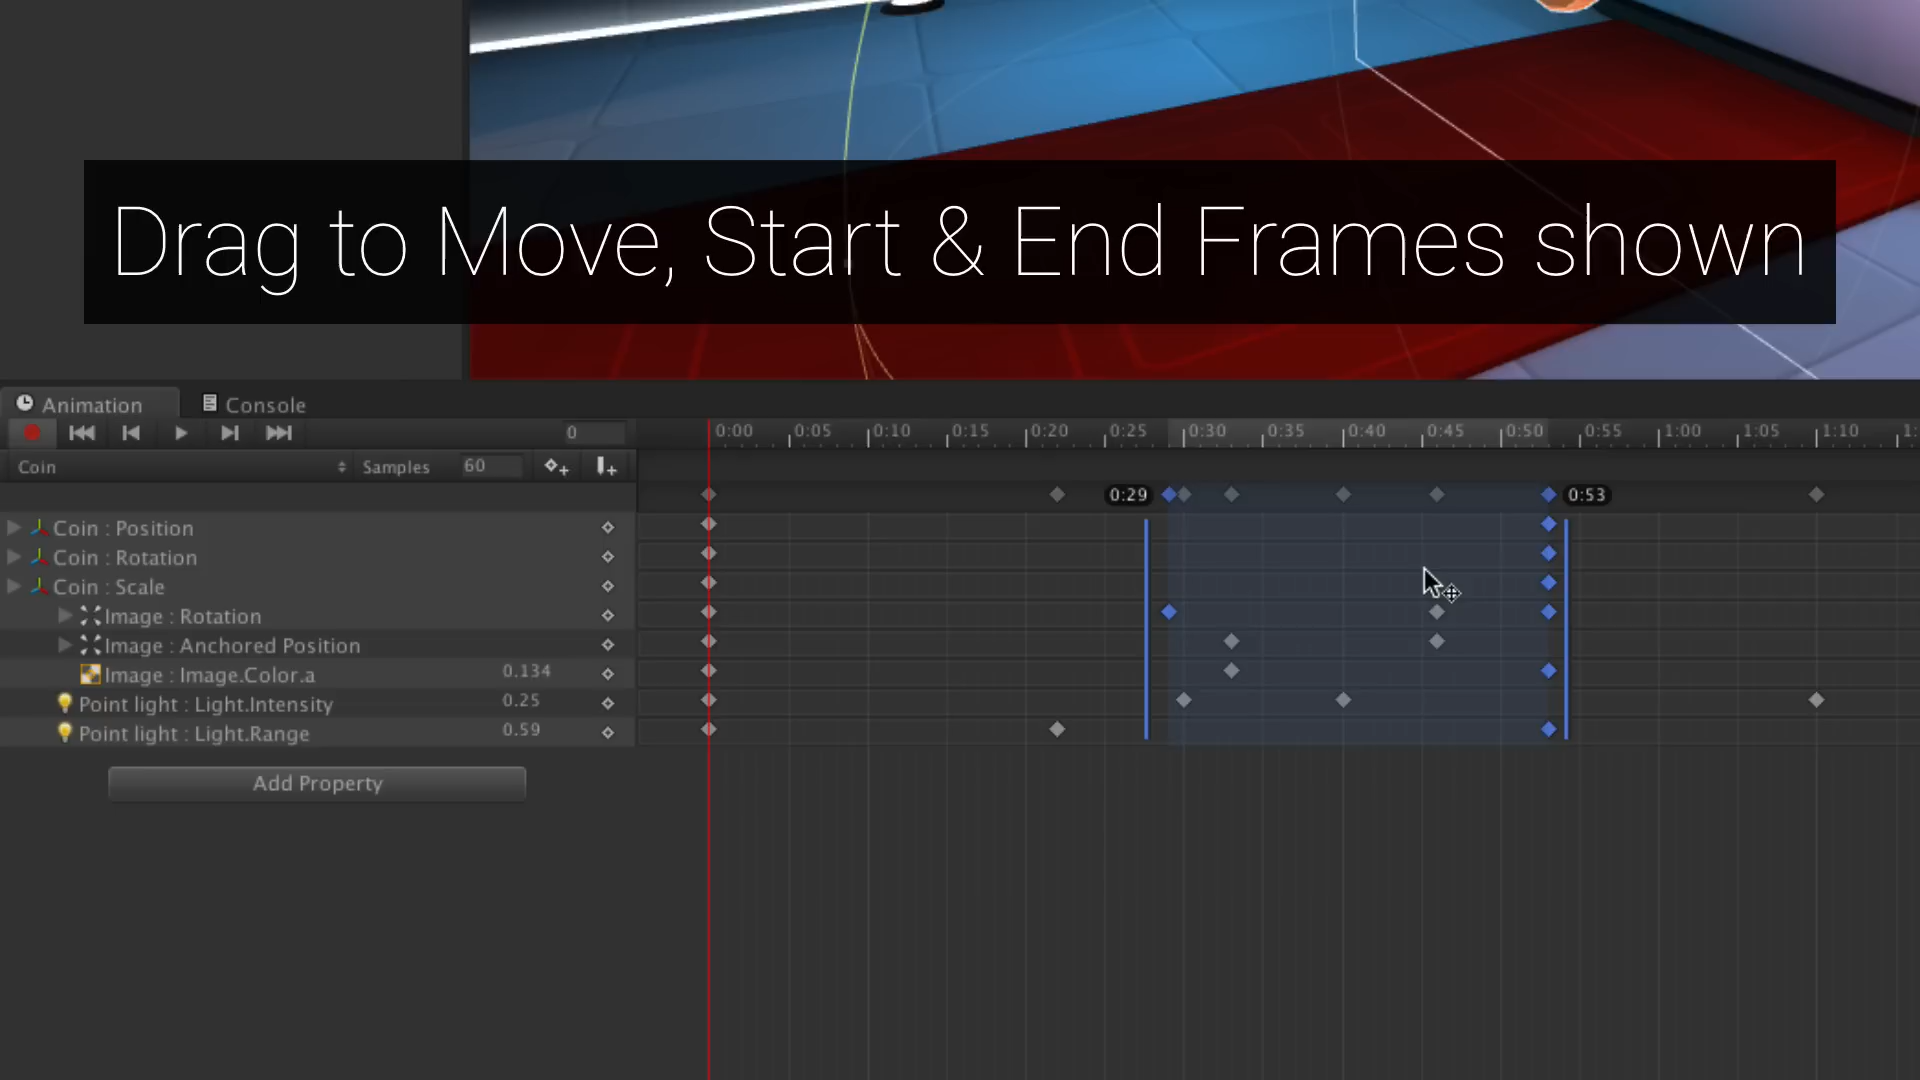 Drag to Move, Start & End Frames shown
Animation Console
0 0:00 0:05 0:10 0:15 0:20 0:25 0:30 0:35 0:40 0:45 0:50 0:55 1:00 1:05 1:10 1:
Coin Samples 60
0:29 0:53
Coin : Position
Coin : Rotation
Coin : Scale
Image : Rotation
Image : Anchored Position
Image : Image.Color.a 0.134
Point light : Light.Intensity 0.25
Point light : Light.Range 0.59
Add Property